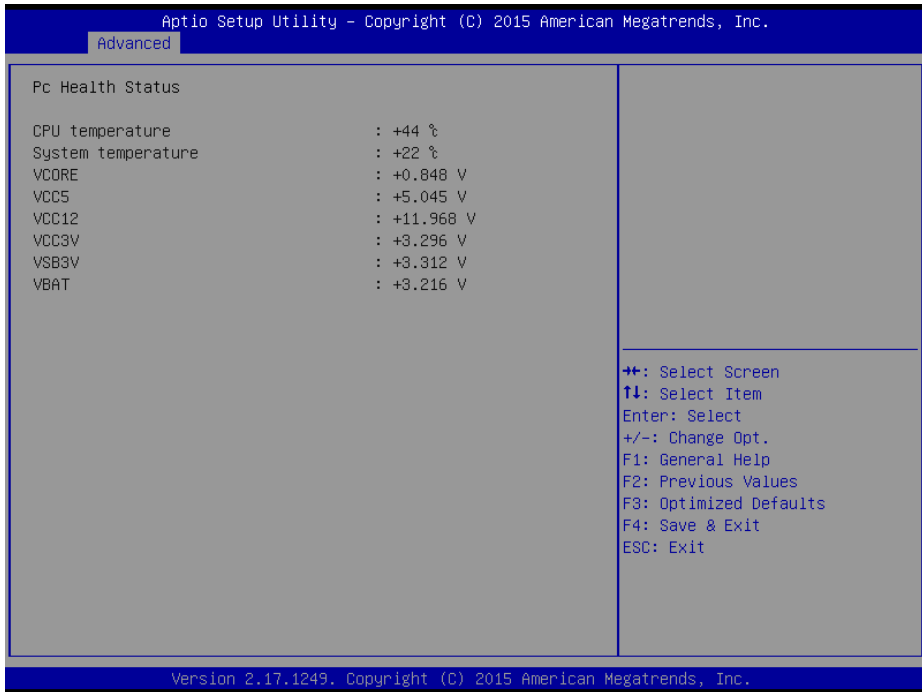 Aptio Setup Utility – Copyright (C) 2015 American Megatrends, Inc.
Advanced
Pc Health Status
CPU temperature : +44 ℃
System temperature : +22 ℃
VCORE : +0.848 V
VCC5 : +5.045 V
VCC12 : +11.968 V
VCC3V : +3.296 V
VSB3V : +3.312 V
VBAT : +3.216 V
→←: Select Screen
↑↓: Select Item
Enter: Select
+/-: Change Opt.
F1: General Help
F2: Previous Values
F3: Optimized Defaults
F4: Save & Exit
ESC: Exit
Version 2.17.1249. Copyright (C) 2015 American Megatrends, Inc.